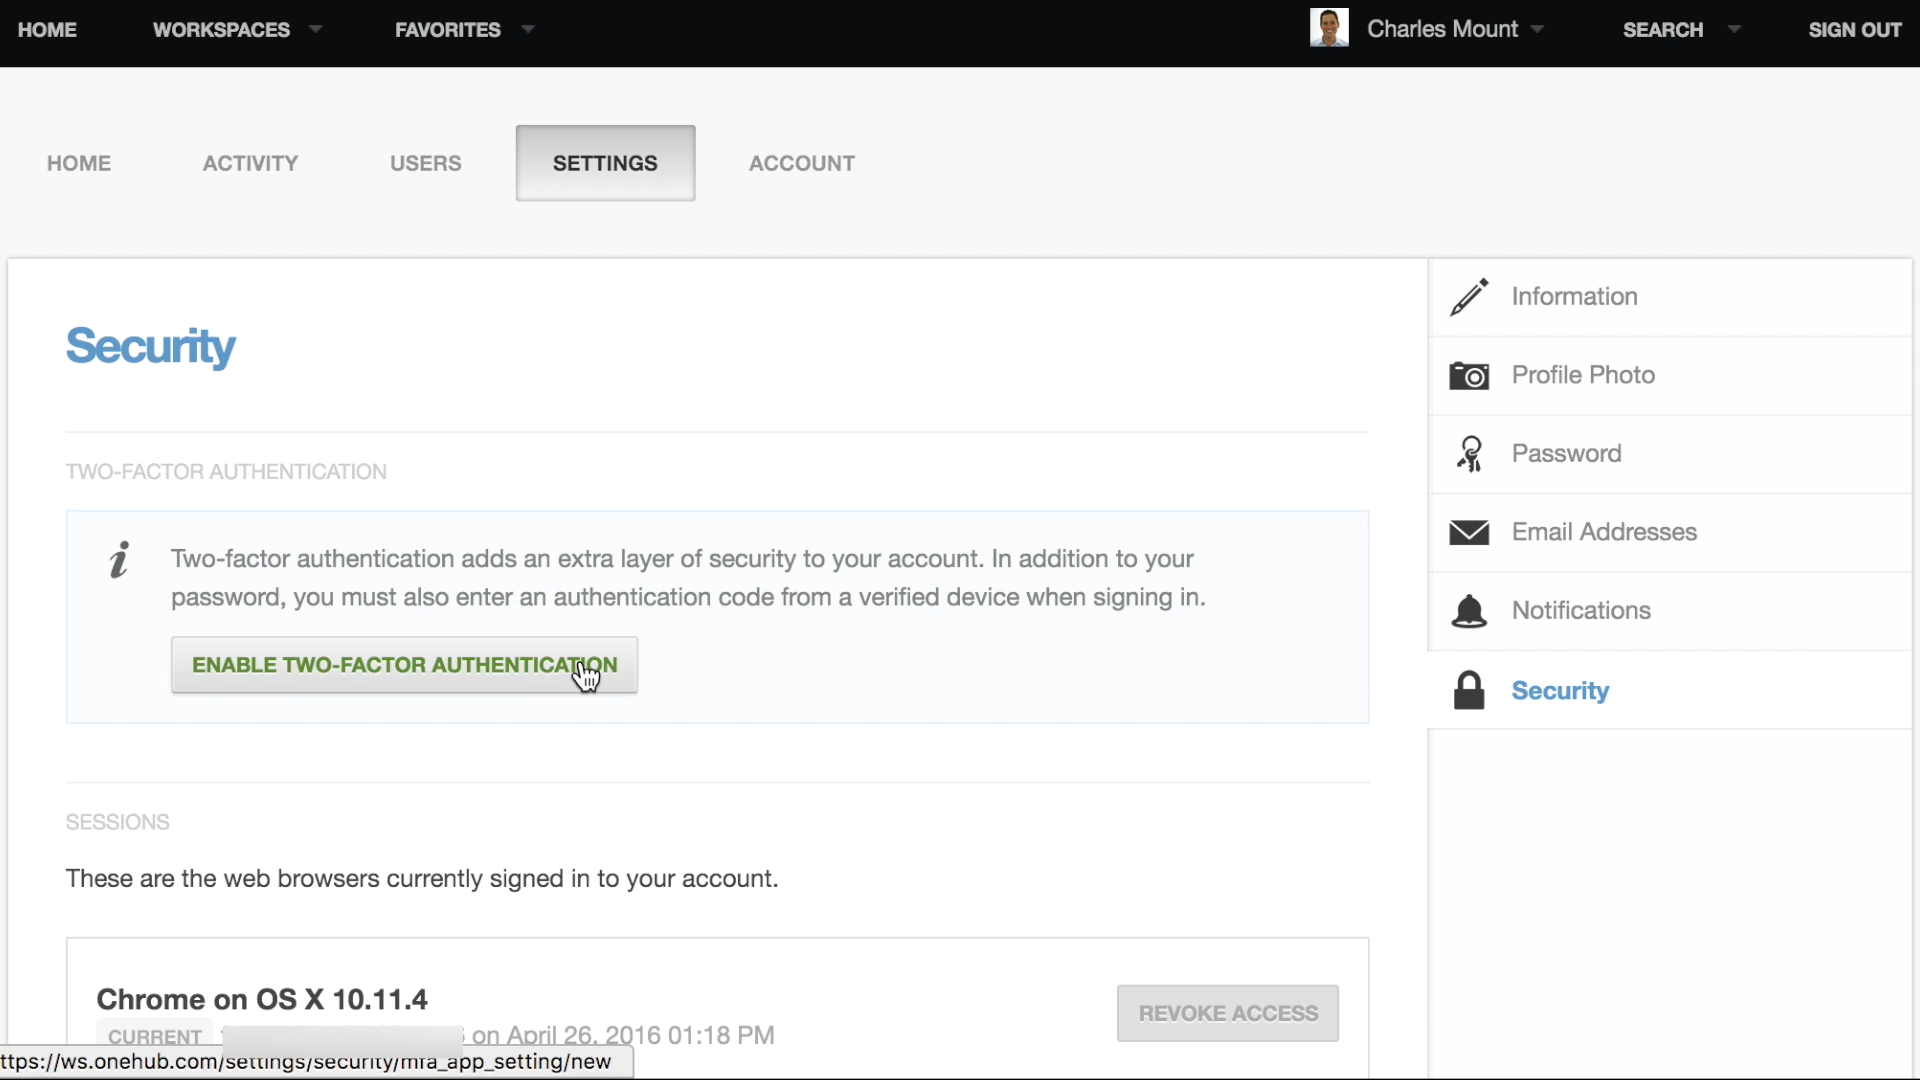 HOME WORKSPACES FAVORITES Charles Mount SEARCH SIGN OUT
HOME ACTIVITY USERS SETTINGS ACCOUNT
Security
TWO-FACTOR AUTHENTICATION
Two-factor authentication adds an extra layer of security to your account. In addition to your
password, you must also enter an authentication code from a verified device when signing in.
ENABLE TWO-FACTOR AUTHENTICATION
SESSIONS
These are the web browsers currently signed in to your account.
Chrome on OS X 10.11.4
CURRENT on April 26, 2016 01:18 PM
REVOKE ACCESS
ttps://ws.onehub.com/settings/security/mfa_app_setting/new
Information
Profile Photo
Password
Email Addresses
Notifications
Security